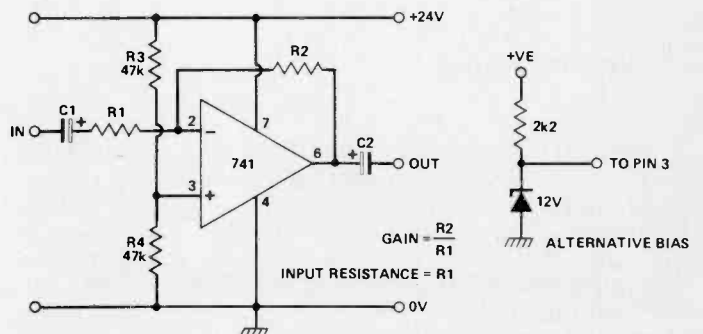 +24V
R3
47k
R2
+VE
C1
+
R1
2k2
IN
2
-
7
741
6
+
C2
OUT
TO PIN 3
3
+
4
12V
R4
47k
GAIN = R2
R1
ALTERNATIVE BIAS
INPUT RESISTANCE = R1
0V